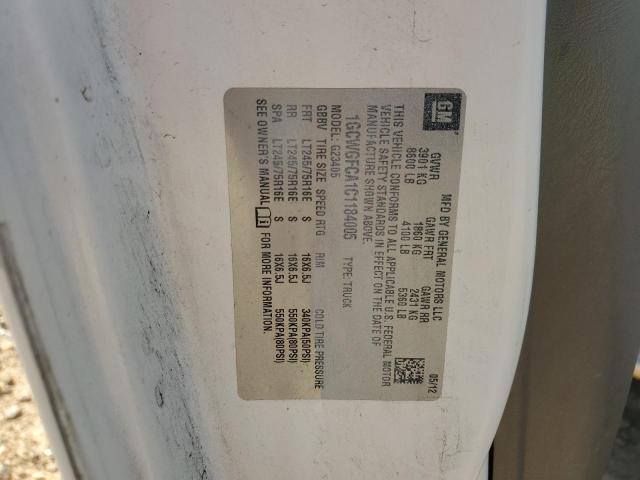 GM
MFD BY GENERAL MOTORS LLC
05/12
GVWR GAWR FRT GAWR RR
3901 KG 1860 KG 2431 KG
8600 LB 4100 LB 5360 LB
THIS VEHICLE CONFORMS TO ALL APPLICABLE U.S. FEDERAL MOTOR
VEHICLE SAFETY STANDARDS IN EFFECT ON THE DATE OF
MANUFACTURE SHOWN ABOVE.
1GCWGFCA1C1184005 TYPE: TRUCK
MODEL: G23405
GBBV TIRE SIZE SPEED RTG RIM COLD TIRE PRESSURE
FRT LT245/75R16E S 16X6.5J 340KPA(50PSI)
RR LT245/75R16E S 16X6.5J 550KPA(80PSI)
SPA LT245/75R16E S 16X6.5J 550KPA(80PSI)
SEE OWNER'S MANUAL FOR MORE INFORMATION.